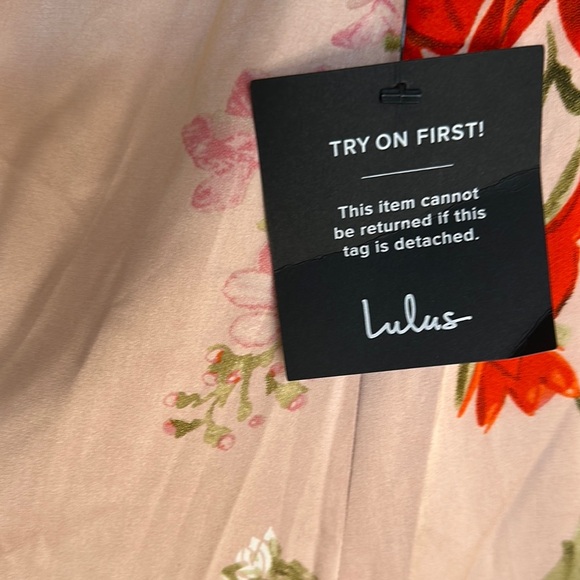 TRY ON FIRST!
This item cannot
be returned if this
tag is detached.
Lulus